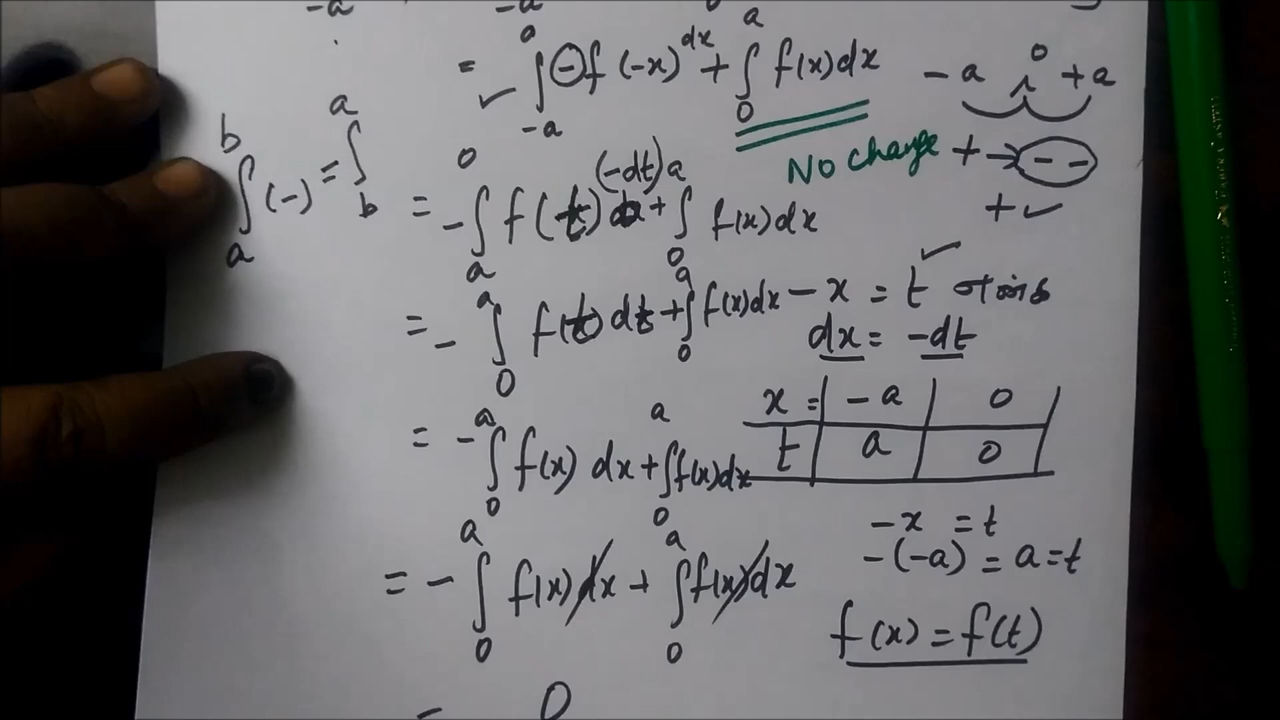 -a -a 0
= ∫_{-a}^{0} -f(-x) dx + ∫_{0}^{a} f(x)dx
-a 0 +a
No change
+ → - -
+ ✓
∫_{a}^{b} (-) = ∫_{b}^{a}
= -∫_{a}^{0} f(t) (-dt) + ∫_{0}^{a} f(x)dx
= -∫_{0}^{a} f(t) dt + ∫_{0}^{a} f(x)dx
-x = t
dx = -dt
x = | -a | 0
t | a | 0
= -∫_{0}^{a} f(x) dx + ∫_{0}^{a} f(x)dx
-x = t
-(-a) = a = t
= -∫_{0}^{a} f(x)dx + ∫_{0}^{a} f(x)dx
f(x) = f(t)
0